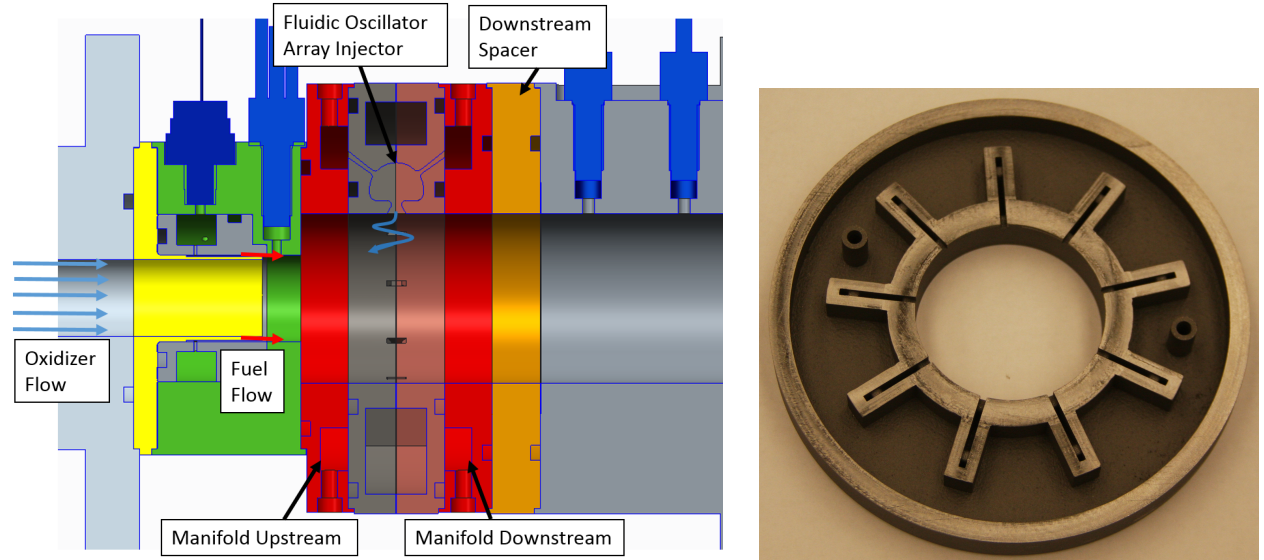 Fluidic Oscillator
Array Injector
Downstream
Spacer
Oxidizer
Flow
Fuel
Flow
Manifold Upstream
Manifold Downstream